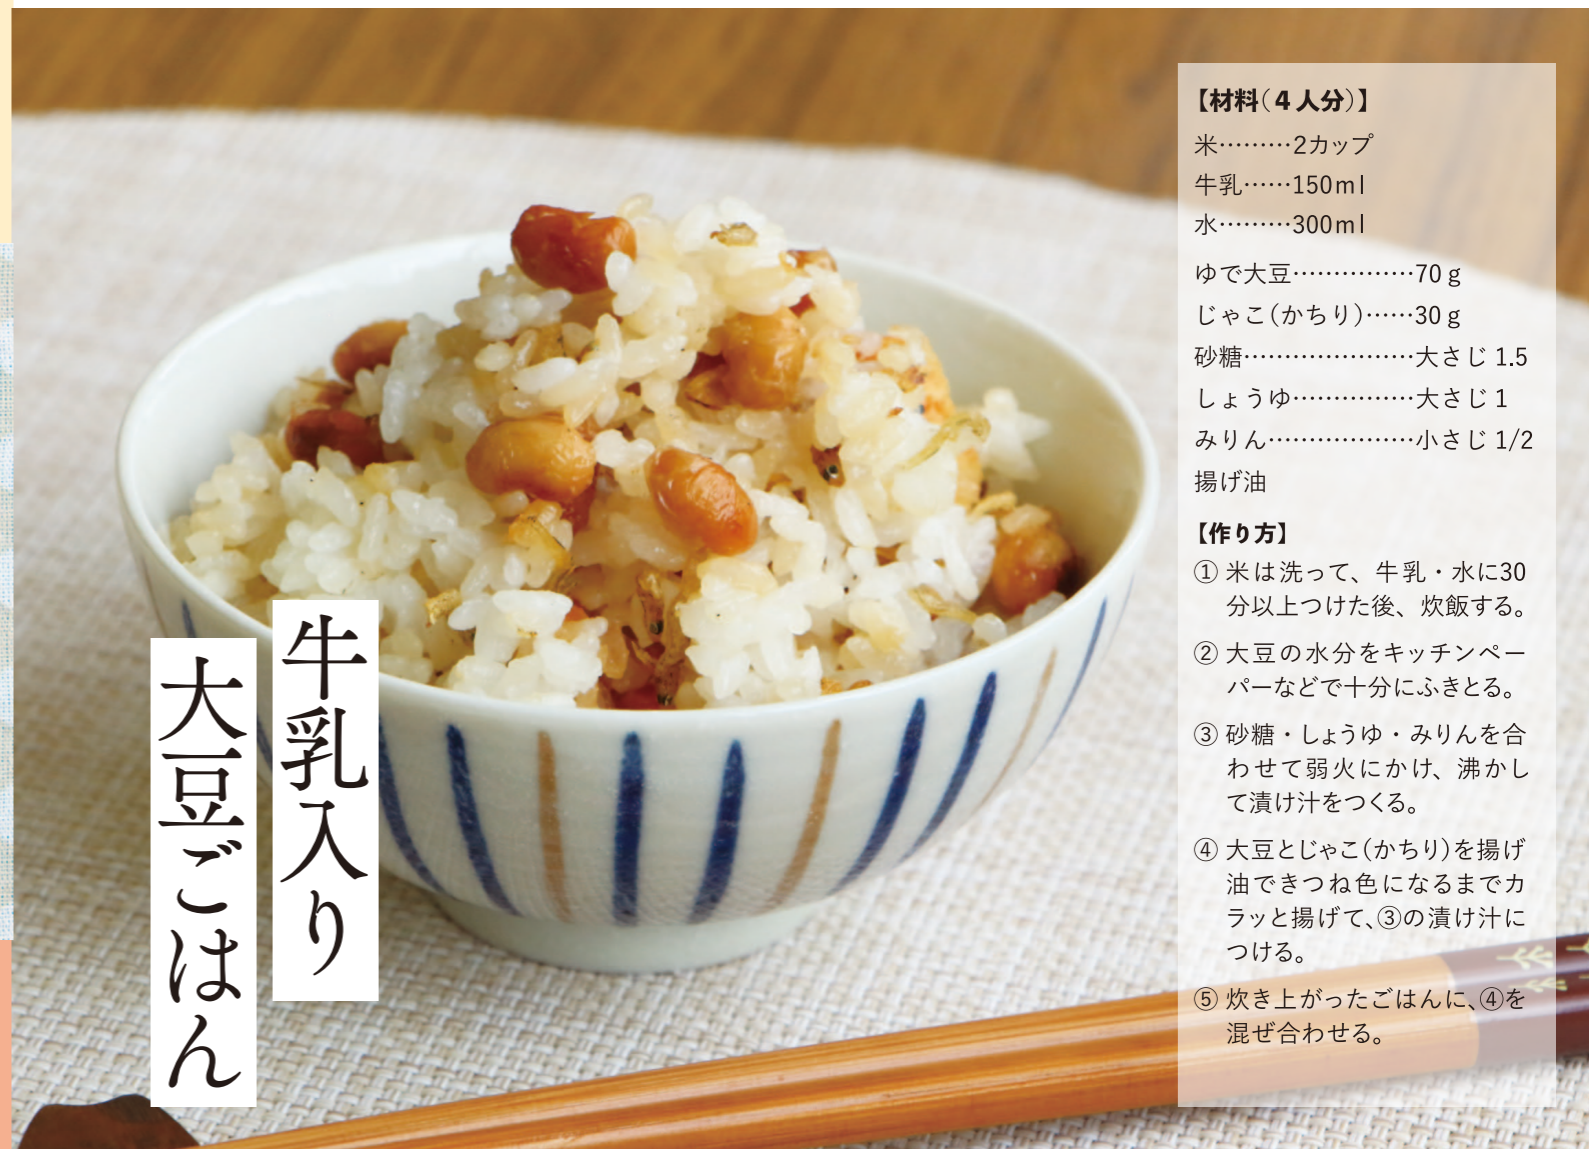 牛乳入り
大豆ごはん
【材料（４人分）】
米………2カップ
牛乳……150ml
水………300ml
ゆで大豆……………70g
じゃこ（かちり）……30g
砂糖…………………大さじ 1.5
しょうゆ……………大さじ 1
みりん………………小さじ 1/2
揚げ油
【作り方】
① 米は洗って、牛乳・水に30
分以上つけた後、炊飯する。
② 大豆の水分をキッチンペー
パーなどで十分にふきとる。
③ 砂糖・しょうゆ・みりんを合
わせて弱火にかけ、沸かし
て漬け汁をつくる。
④ 大豆とじゃこ（かちり）を揚げ
油できつね色になるまでカ
ラッと揚げて、③の漬け汁に
つける。
⑤ 炊き上がったごはんに、④を
混ぜ合わせる。